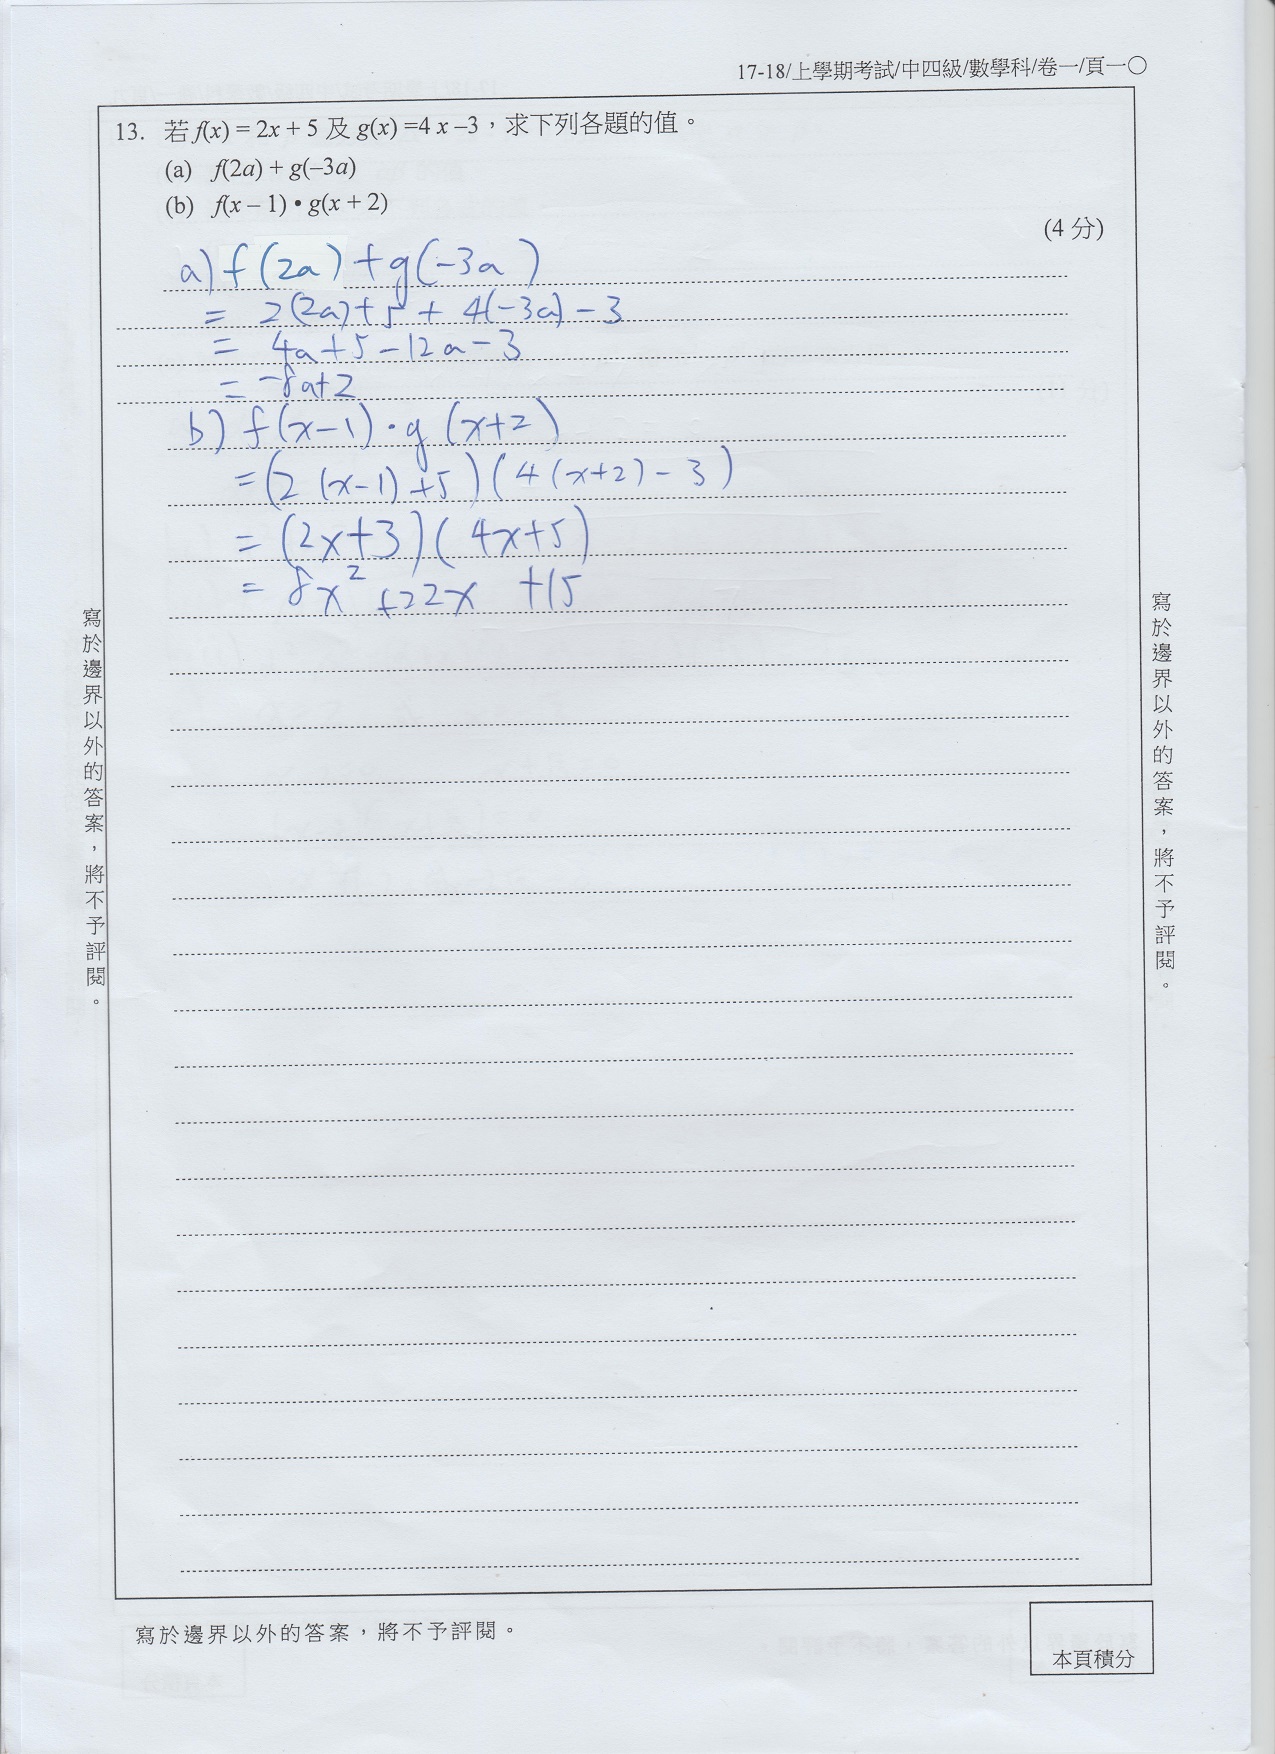 17-18/上學期考試/中四級/數學科/卷一/頁一〇
13. 若 f(x) = 2x + 5 及 g(x) =4 x –3，求下列各題的值。
(a) f(2a) + g(–3a)
(b) f(x – 1) • g(x + 2)
(4 分)
a) f(2a) + g(-3a)
= 2(2a)+5 + 4(-3a) - 3
= 4a+5-12a-3
= -8a+2
b) f(x-1)·g(x+2)
=(2(x-1)+5)(4(x+2)-3)
= (2x+3)(4x+5)
= 8x² +22x +15
寫於邊界以外的答案，將不予評閱。
寫於邊界以外的答案，將不予評閱。
寫於邊界以外的答案，將不予評閱。
本頁積分